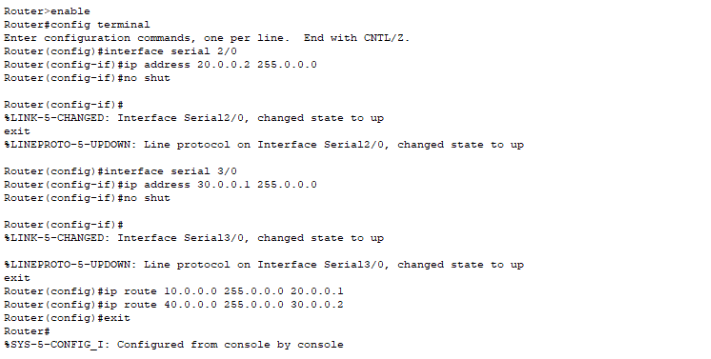 Router>enable
Router#config terminal
Enter configuration commands, one per line.  End with CNTL/Z.
Router(config)#interface serial 2/0
Router(config-if)#ip address 20.0.0.2 255.0.0.0
Router(config-if)#no shut
Router(config-if)#
%LINK-5-CHANGED: Interface Serial2/0, changed state to up
exit
%LINEPROTO-5-UPDOWN: Line protocol on Interface Serial2/0, changed state to up
Router(config)#interface serial 3/0
Router(config-if)#ip address 30.0.0.1 255.0.0.0
Router(config-if)#no shut
Router(config-if)#
%LINK-5-CHANGED: Interface Serial3/0, changed state to up
%LINEPROTO-5-UPDOWN: Line protocol on Interface Serial3/0, changed state to up
exit
Router(config)#ip route 10.0.0.0 255.0.0.0 20.0.0.1
Router(config)#ip route 40.0.0.0 255.0.0.0 30.0.0.2
Router(config)#exit
Router#
%SYS-5-CONFIG_I: Configured from console by console